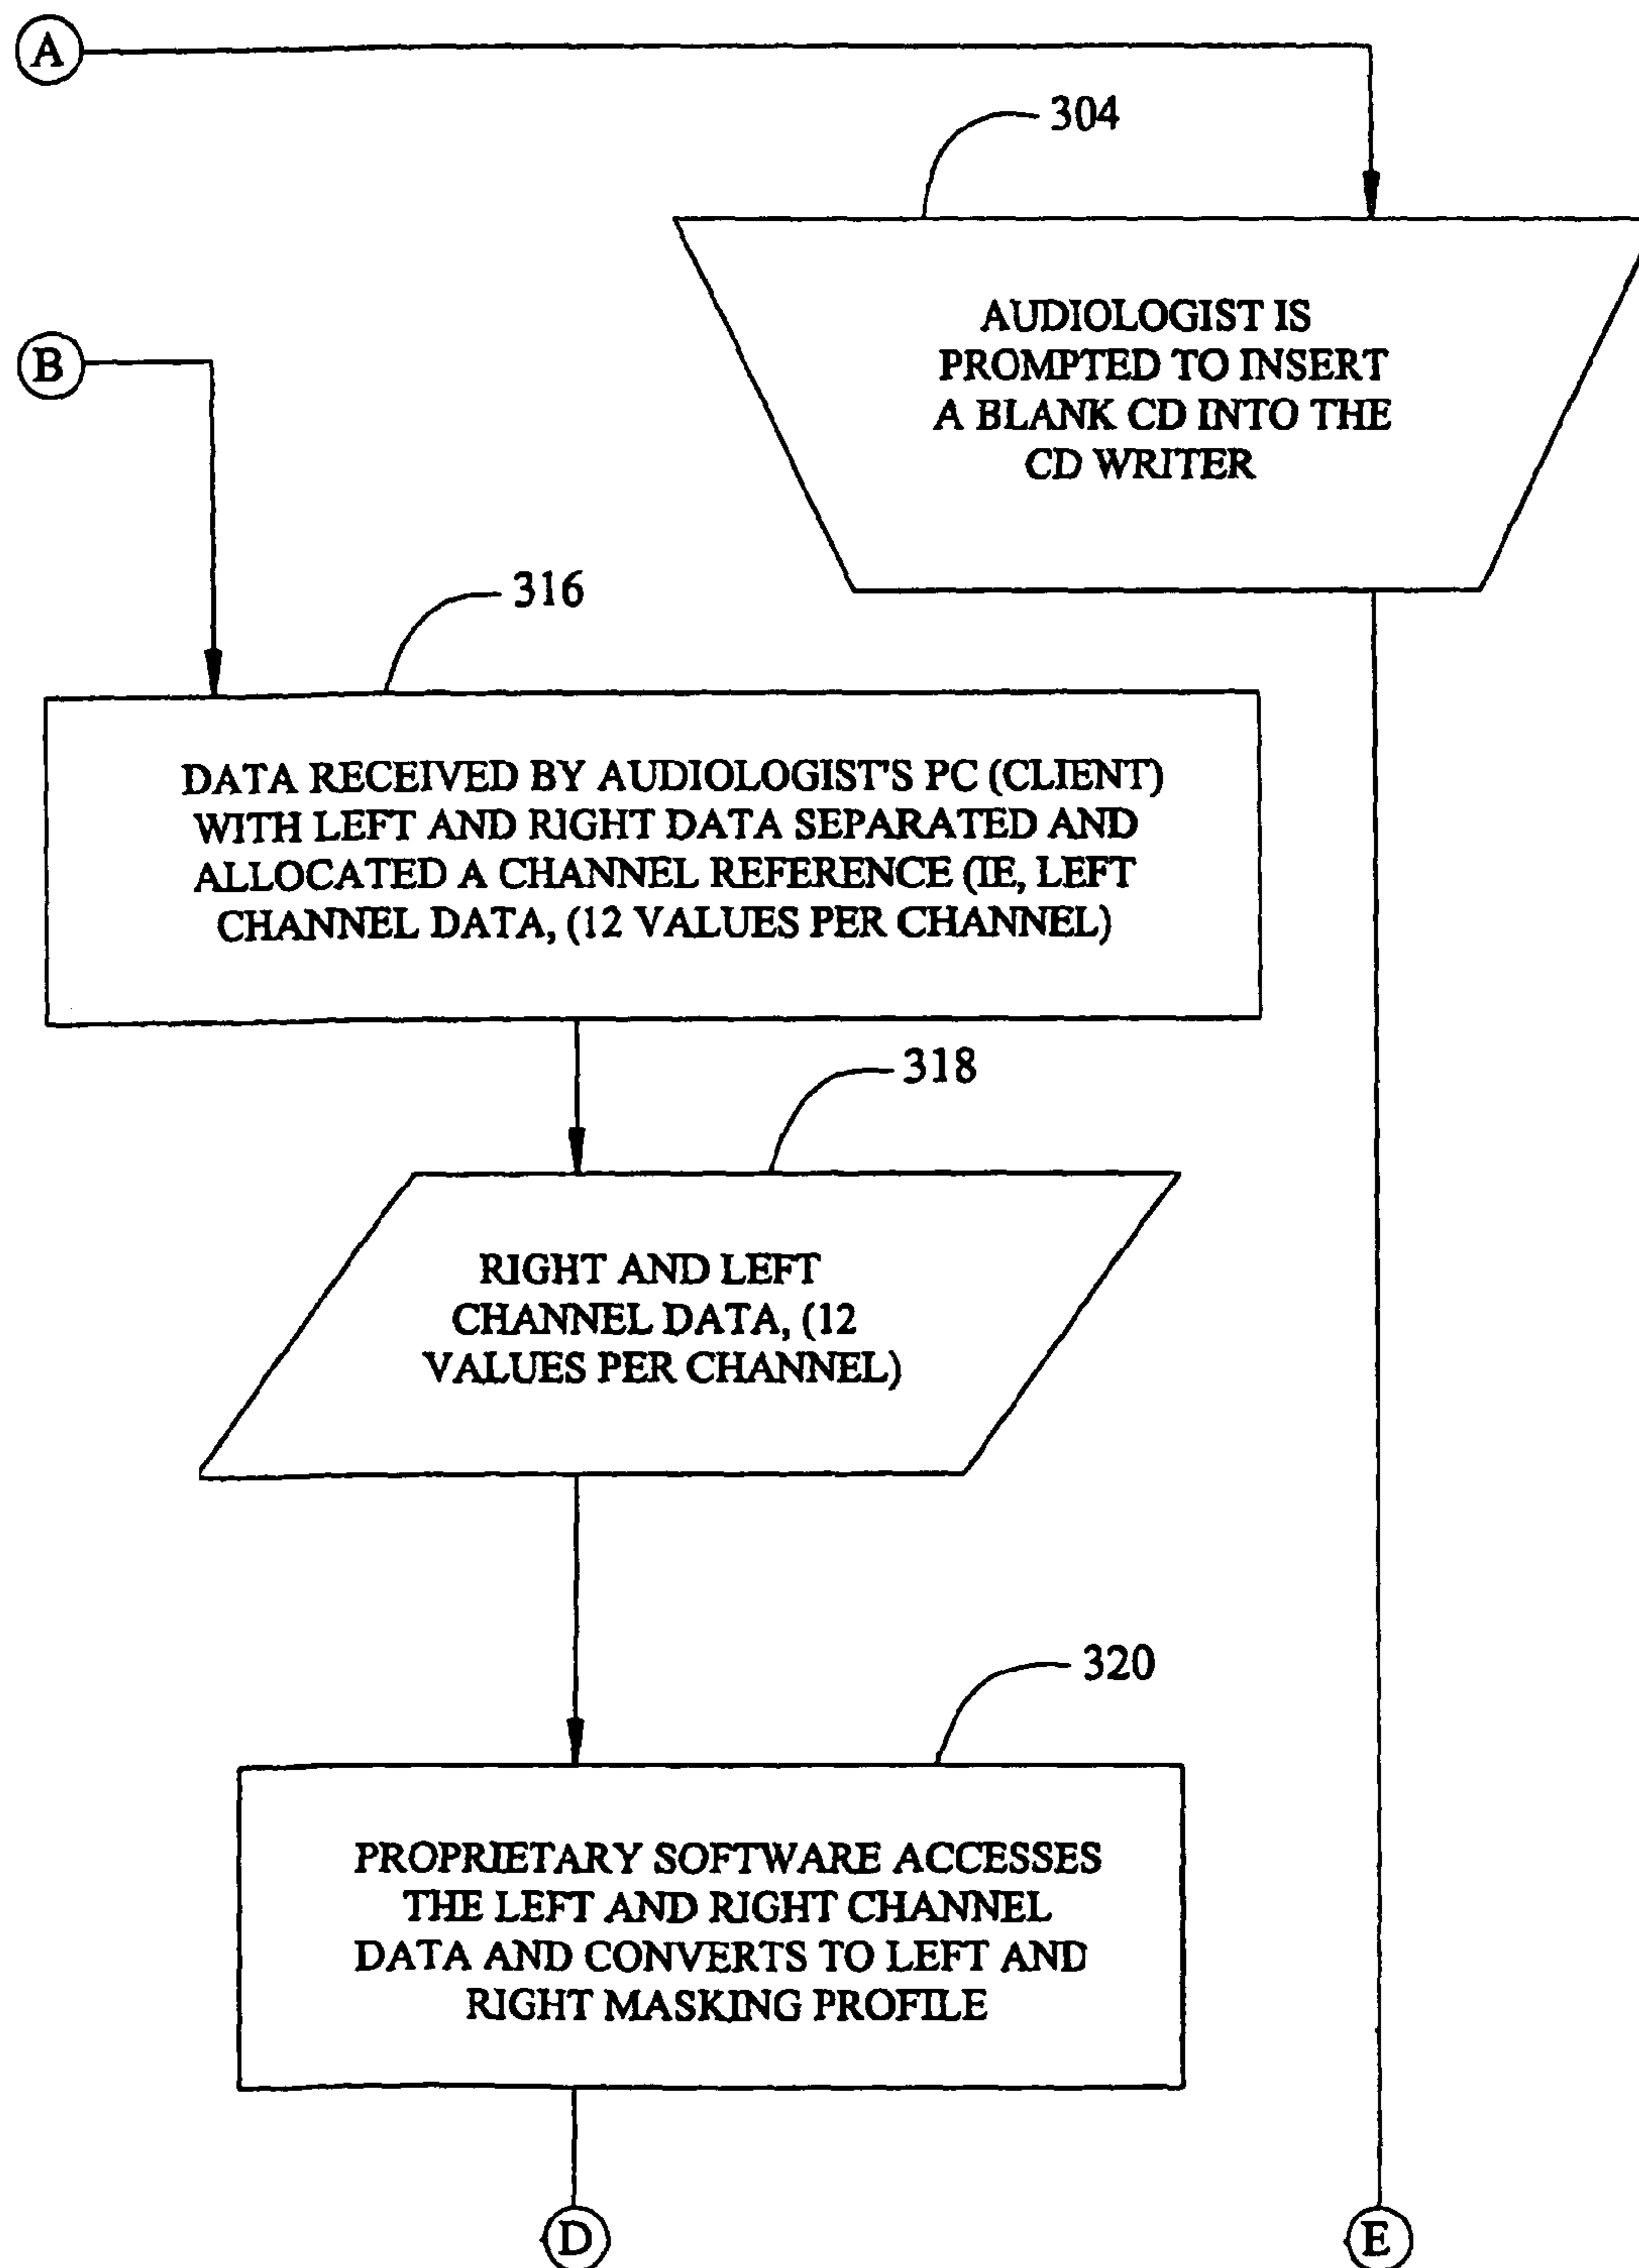 A
304
AUDIOLOGIST IS
PROMPTED TO INSERT
A BLANK CD INTO THE
CD WRITER
B
316
DATA RECEIVED BY AUDIOLOGIST'S PC (CLIENT)
WITH LEFT AND RIGHT DATA SEPARATED AND
ALLOCATED A CHANNEL REFERENCE (IE, LEFT
CHANNEL DATA, (12 VALUES PER CHANNEL)
318
RIGHT AND LEFT
CHANNEL DATA, (12
VALUES PER CHANNEL)
320
PROPRIETARY SOFTWARE ACCESSES
THE LEFT AND RIGHT CHANNEL
DATA AND CONVERTS TO LEFT AND
RIGHT MASKING PROFILE
D
E